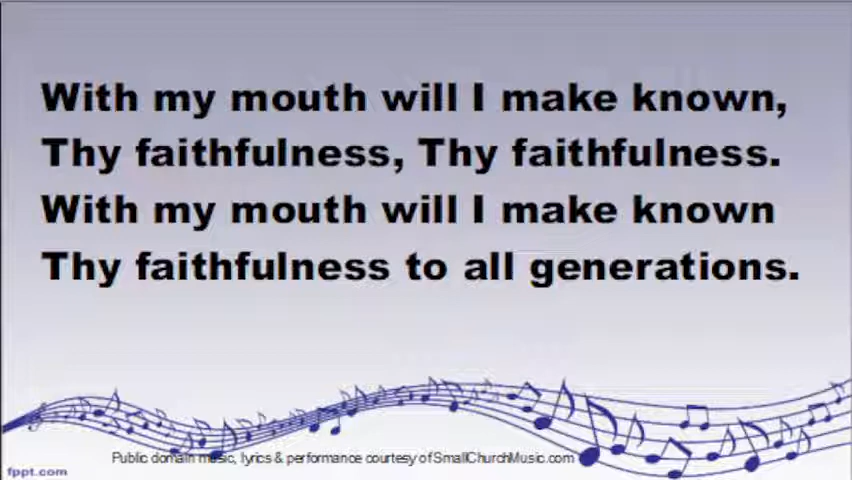 With my mouth will I make known,
Thy faithfulness, Thy faithfulness.
With my mouth will I make known
Thy faithfulness to all generations.
Public domain music, lyrics & performance courtesy of SmallChurchMusic.com
fppt.com